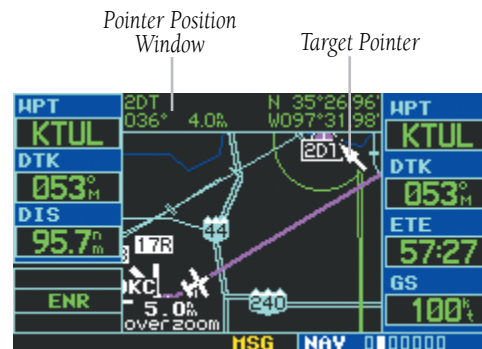 Pointer Position
Window
Target Pointer
WPT
KTUL
DTK
053°M
DIS
95.7nm
ENR
2DT N 35°26.96'
036° 4.0nm W097°31.98'
2DT
44
17R
KC
240
5.0nm
overzoom
WPT
KTUL
DTK
053°M
ETE
57:27
GS
100kt
MSG NAV